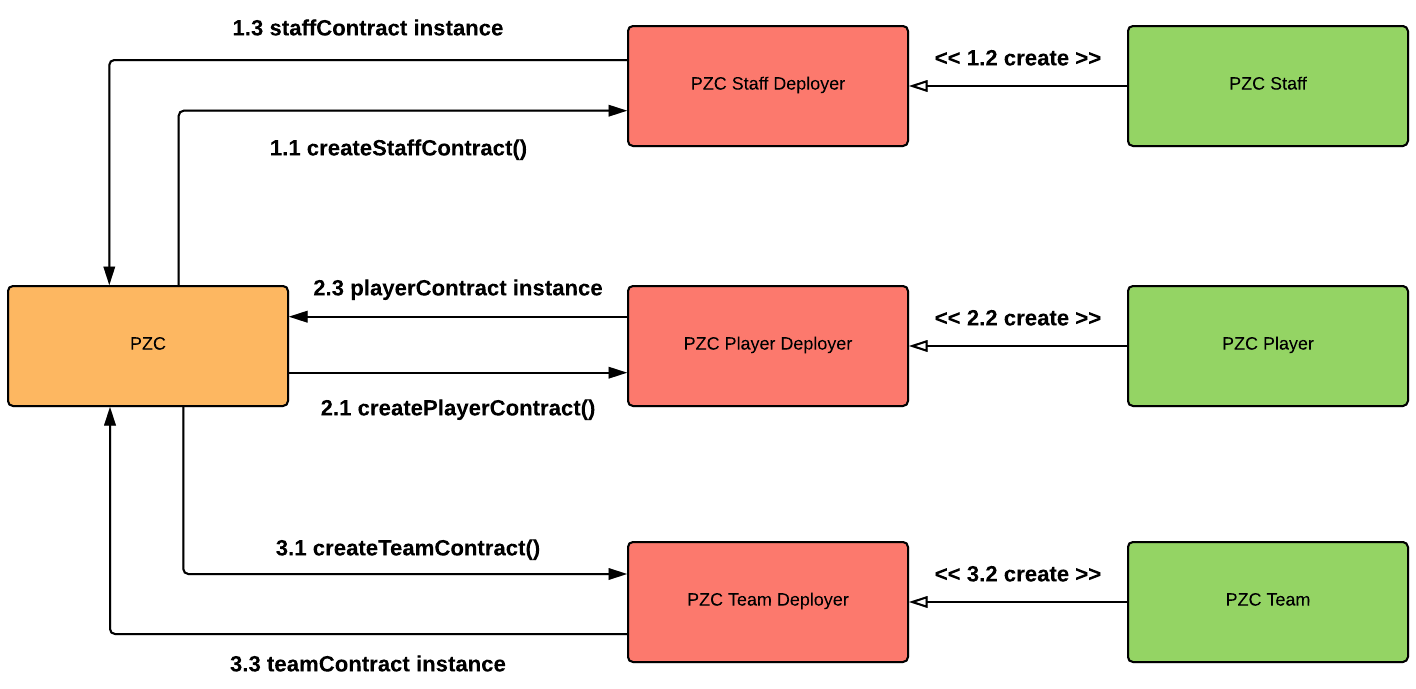 1.3 staffContract instance
<< 1.2 create >>
PZC Staff Deployer
PZC Staff
1.1 createStaffContract()
2.3 playerContract instance
<< 2.2 create >>
PZC
PZC Player Deployer
PZC Player
2.1 createPlayerContract()
3.1 createTeamContract()
<< 3.2 create >>
PZC Team Deployer
PZC Team
3.3 teamContract instance